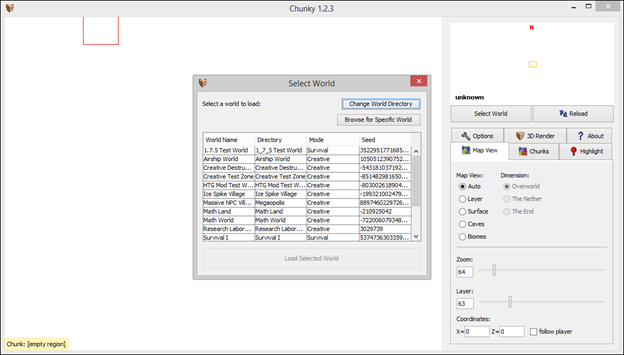 Chunky 1.2.3
Select World
Select a world to load:
Change World Directory
Browse for Specific World
World Name Directory Mode Seed
1.7.5 Test World 1_7_5 Test World Survival 3522951771685...
Airship World Airship World Creative 1050512390752...
Creative Destru... Creative Destru... Creative -543181037192...
Creative Test Zone Creative Test Zone Creative -851482981650...
HTG Mod Test W... HTG Mod Test W... Creative -803002618904...
Ice Spike Village Ice Spike Village Creative -199321002479...
Massive NPC Vil... Megaopolis Creative 8897460229726...
Math Land Math Land Creative -210925042
Math World Math World Creative -722006079348...
Research Labor... Research Labor... Creative 3029739
Survival I Survival I Survival 5374736303359...
Load Selected World
Chunk: [empty region]
N
unknown
Select World Reload
Options 3D Render ? About
Map View Chunks Highlight
Map View: Dimension:
Auto Overworld
Layer The Nether
Surface The End
Caves
Biomes
Zoom:
64
Layer:
63
Coordinates:
X= 0 Z= 0 follow player